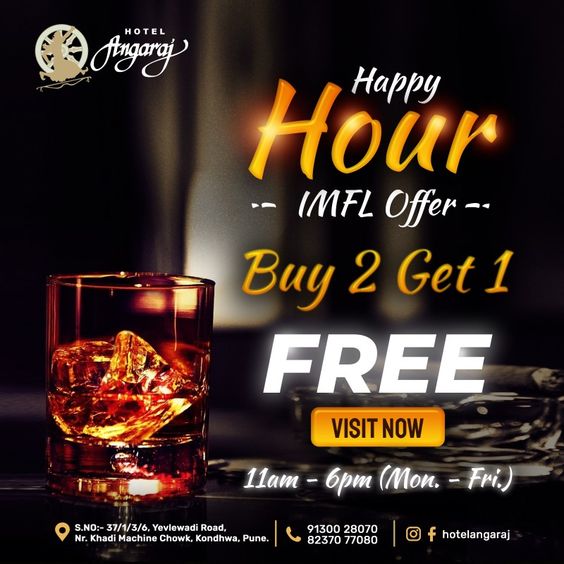 HOTEL
Angaraj
Happy
Hour
-- IMFL Offer --
Buy 2 Get 1
FREE
VISIT NOW
11am - 6pm (Mon. - Fri.)
S.NO:- 37/1/3/6, Yevlewadi Road,
Nr. Khadi Machine Chowk, Kondhwa, Pune.
91300 28070
82370 77080
hotelangaraj